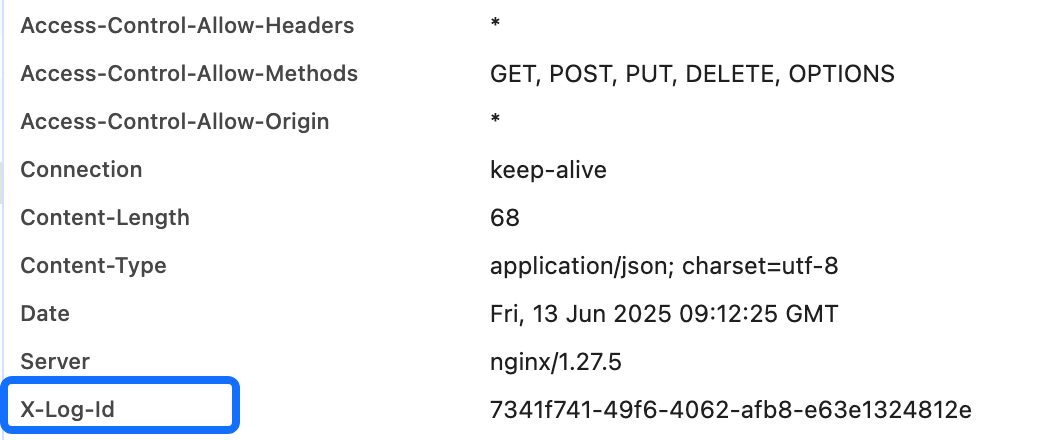 Access-Control-Allow-Headers *
Access-Control-Allow-Methods GET, POST, PUT, DELETE, OPTIONS
Access-Control-Allow-Origin *
Connection keep-alive
Content-Length 68
Content-Type application/json; charset=utf-8
Date Fri, 13 Jun 2025 09:12:25 GMT
Server nginx/1.27.5
X-Log-Id 7341f741-49f6-4062-afb8-e63e1324812e